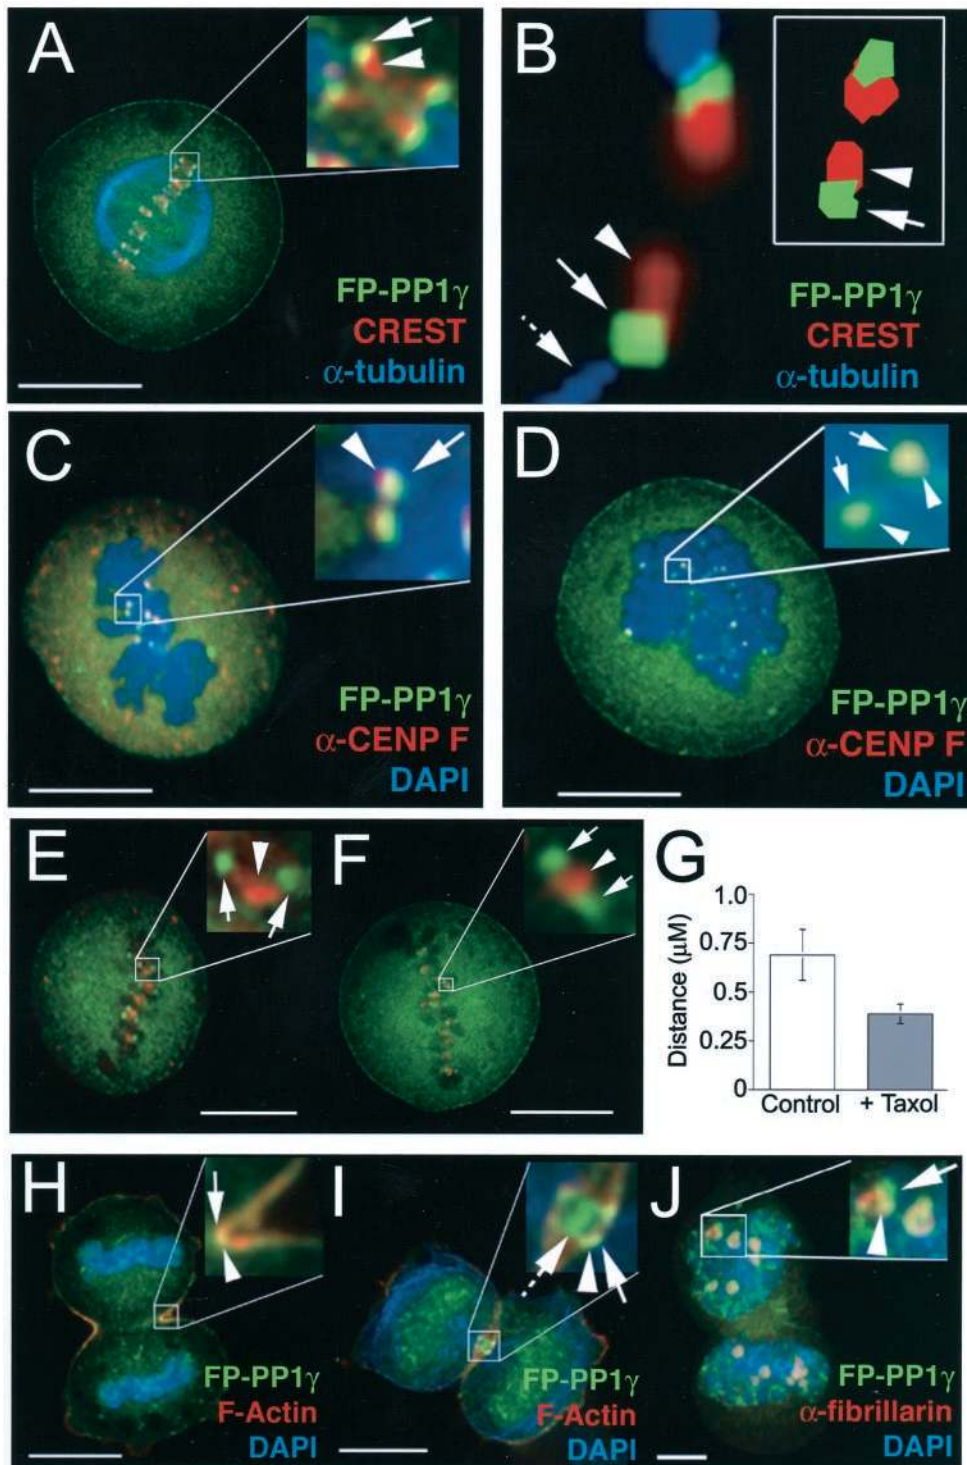 A
FP-PP1γ
CREST
α-tubulin
B
FP-PP1γ
CREST
α-tubulin
C
FP-PP1γ
α-CENP F
DAPI
D
FP-PP1γ
α-CENP F
DAPI
E
F
G
1.0
0.75
0.5
0.25
0
Distance (μM)
Control
+ Taxol
H
FP-PP1γ
F-Actin
DAPI
I
FP-PP1γ
F-Actin
DAPI
J
FP-PP1γ
α-fibrillarin
DAPI